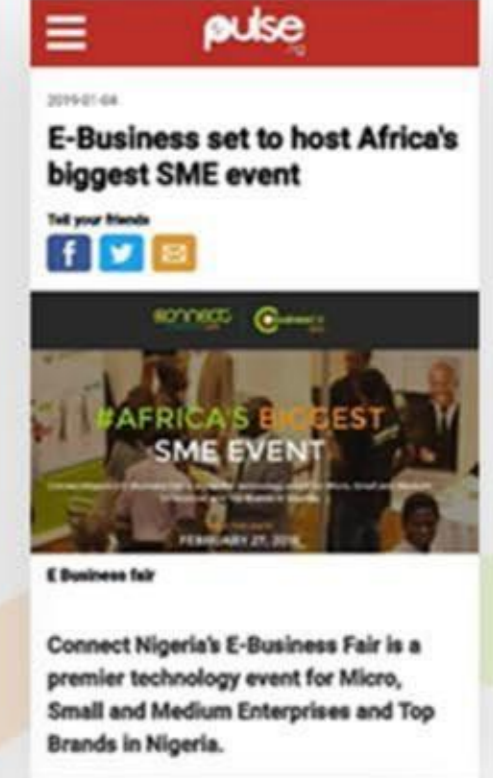 pulse
.ng
2019-01-04
E-Business set to host Africa's
biggest SME event
Tell your friends
f
#AFRICA'S BIGGEST
SME EVENT
FEBRUARY 27,
E Business fair
Connect Nigeria's E-Business Fair is a
premier technology event for Micro,
Small and Medium Enterprises and Top
Brands in Nigeria.